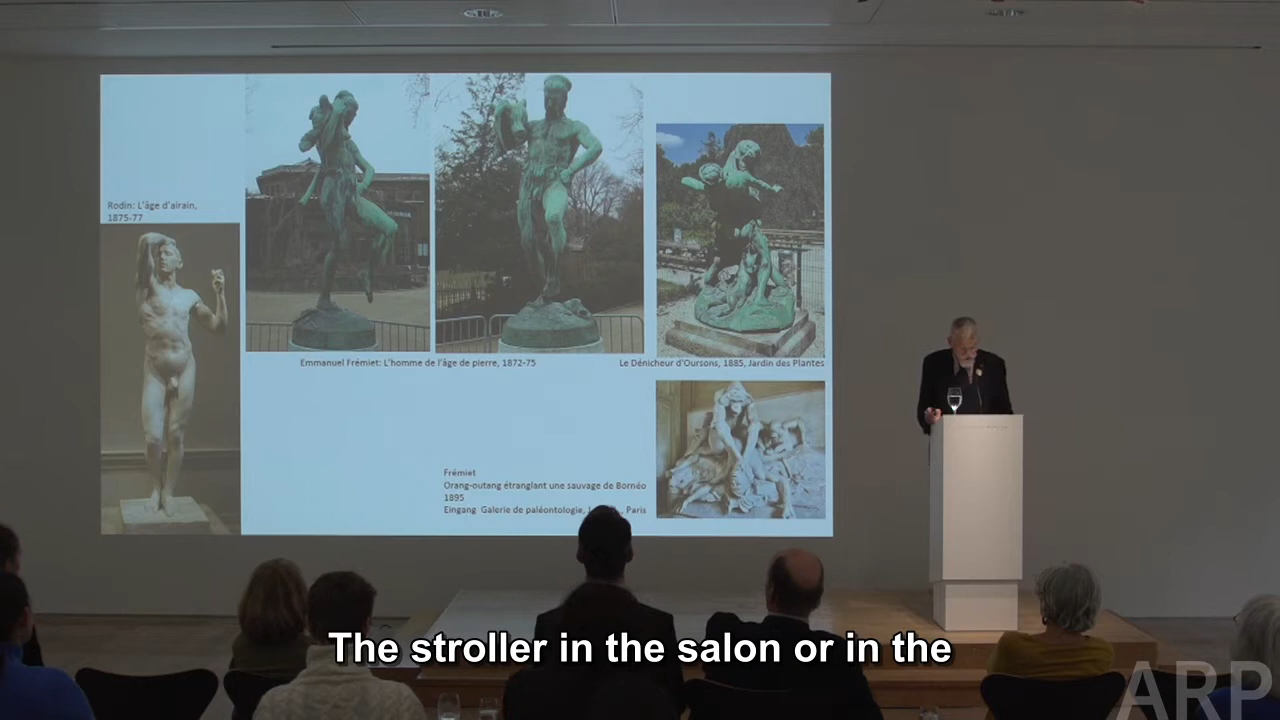 Rodin: L'âge d'airain,
1875-77
Emmanuel Frémiet: L'homme de l'âge de pierre, 1872-75
Le Dénicheur d'Oursons, 1885, Jardin des Plantes
Frémiet
Orang-outang étranglant une sauvage de Bornéo
1895
Eingang Galerie de paléontologie, Paris
The stroller in the salon or in the
ARP